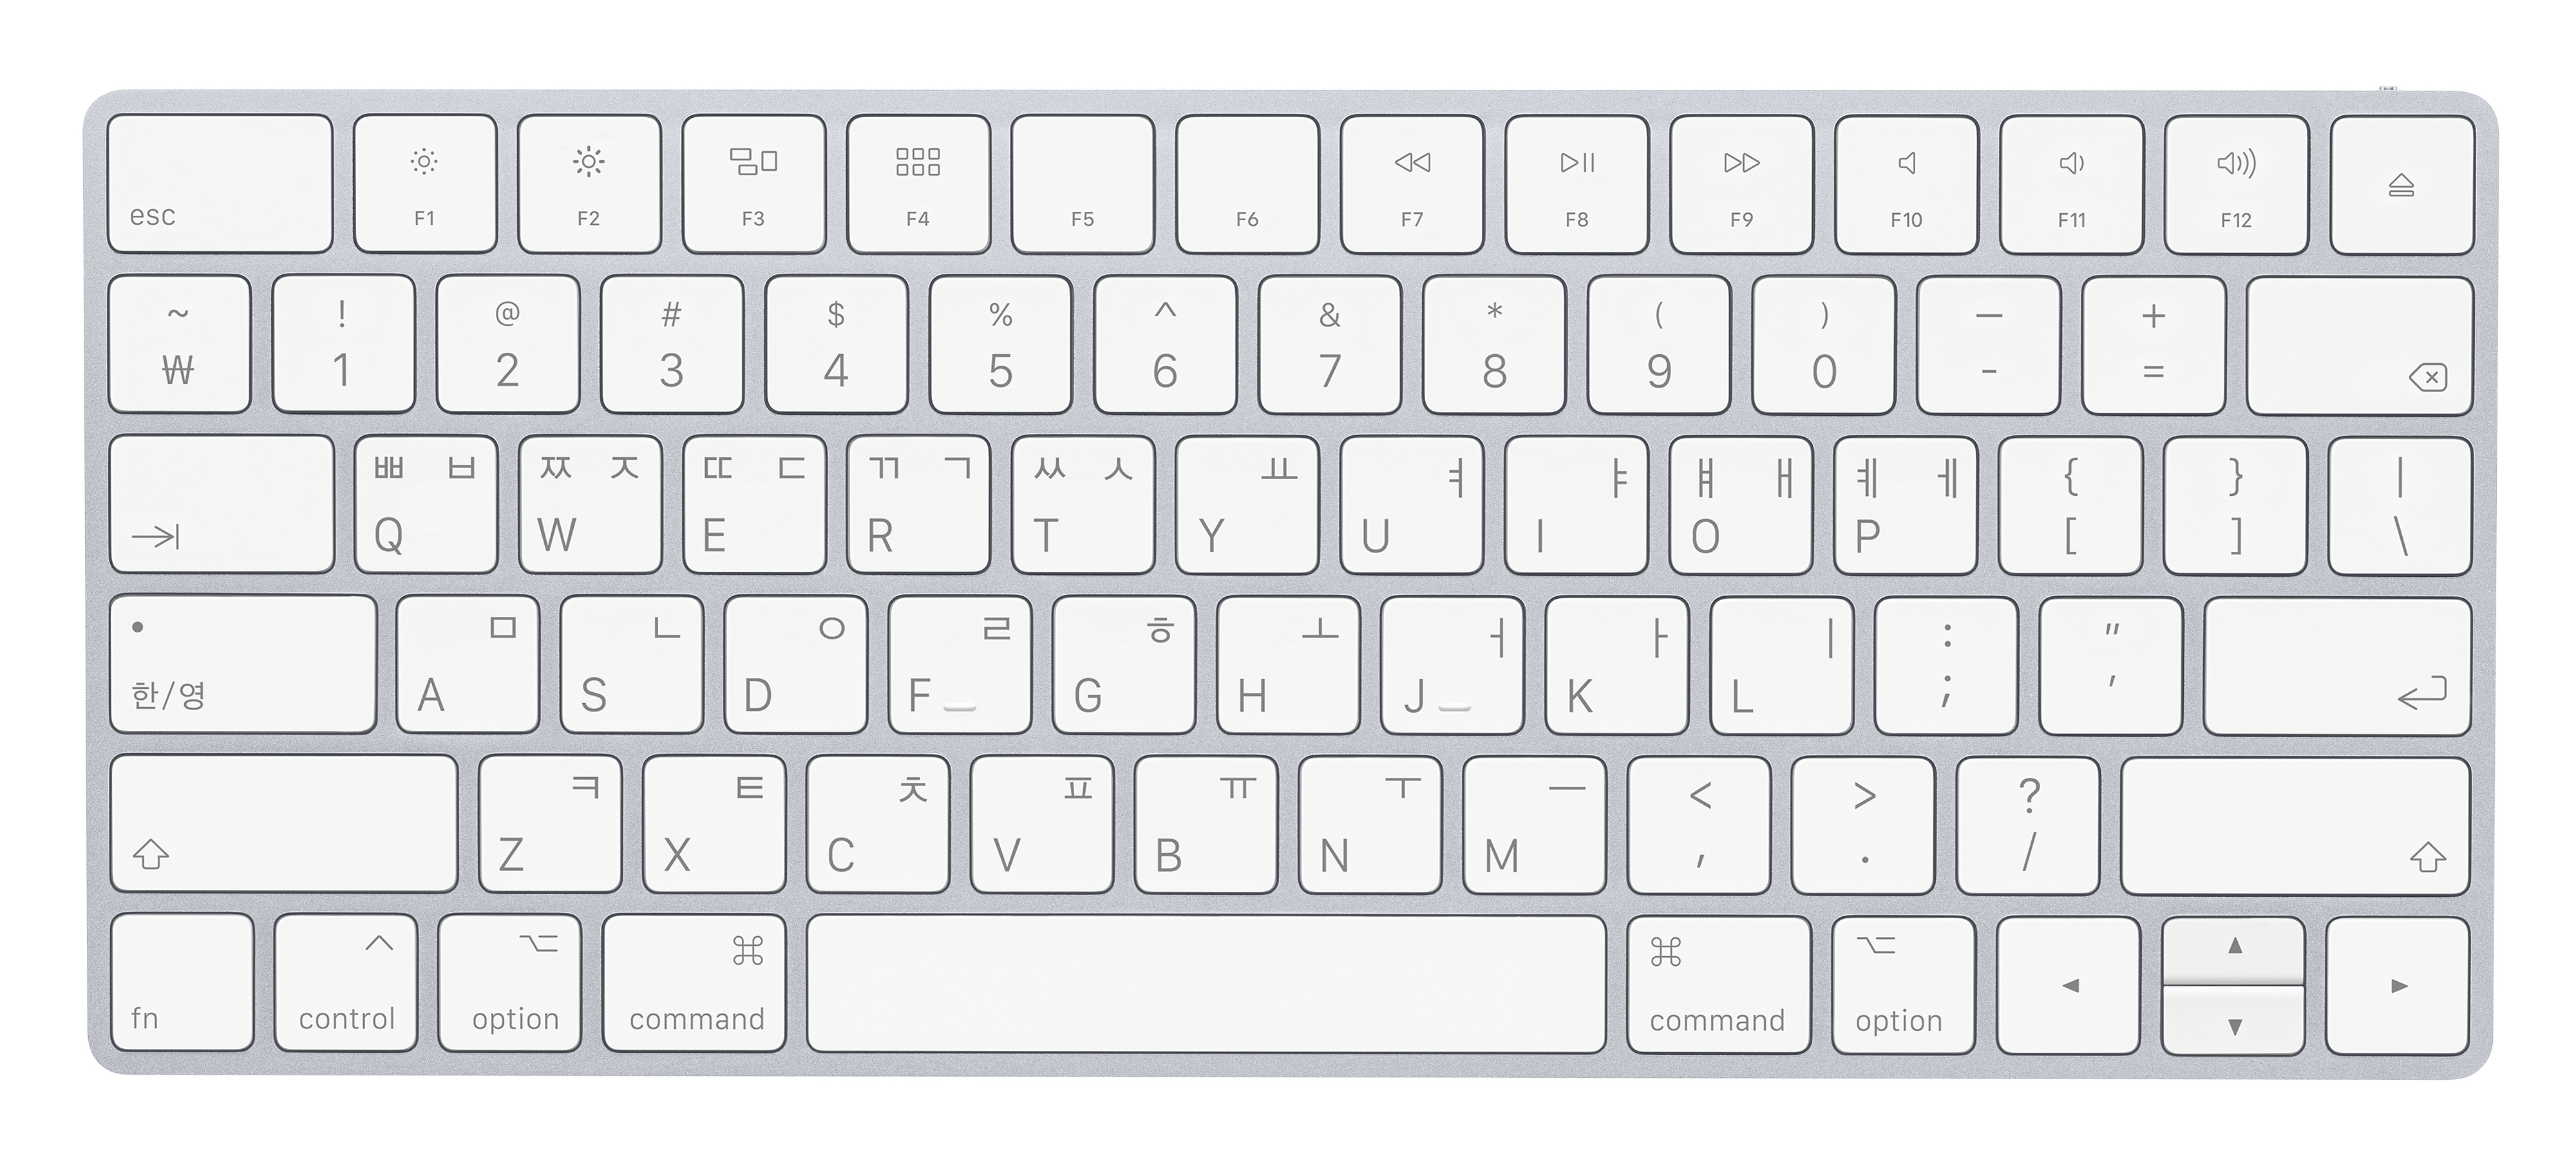 esc F1 F2 F3 F4 F5 F6 F7 F8 F9 F10 F11 F12
~ ! @ # $ % ^ & * ( ) — +
₩ 1 2 3 4 5 6 7 8 9 0 - =
ㅃ ㅂ ㅉ ㅈ ㄸ ㄷ ㄲ ㄱ ㅆ ㅅ ㅛ ㅕ ㅑ ㅒ ㅐ ㅖ ㅔ { } |
Q W E R T Y U I O P [ ] \
ㅁ ㄴ ㅇ ㄹ ㅎ ㅗ ㅓ ㅏ ㅣ : "
한/영 A S D F G H J K L ; '
ㅋ ㅌ ㅊ ㅍ ㅠ ㅜ ㅡ < > ?
Z X C V B N M , . /
fn control option command command option